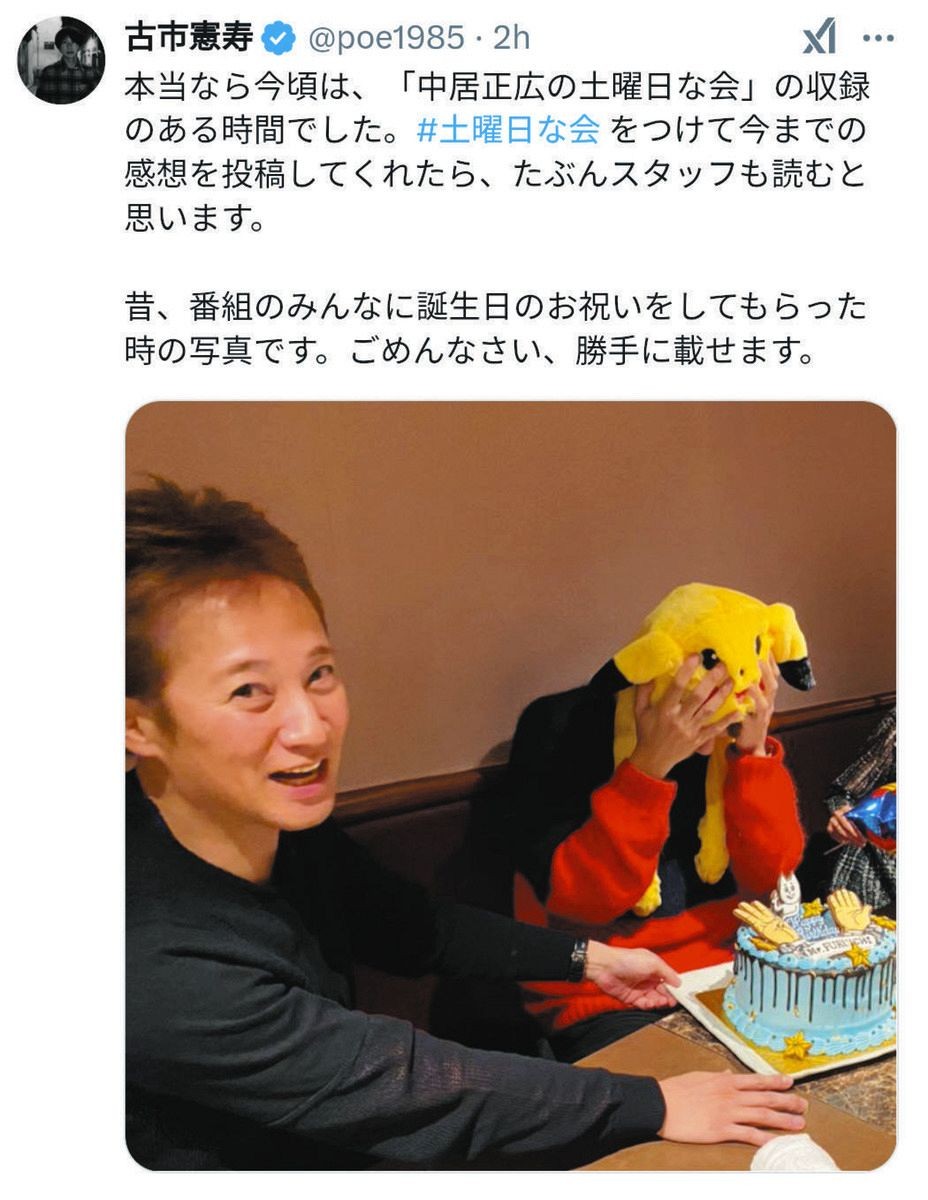 古市憲寿 @poe1985 · 2h
本当なら今頃は、「中居正広の土曜日な会」の収録
のある時間でした。#土曜日な会 をつけて今までの
感想を投稿してくれたら、たぶんスタッフも読むと
思います。
昔、番組のみんなに誕生日のお祝いをしてもらった
時の写真です。ごめんなさい、勝手に載せます。
Happy
Birthday
Mr.FURUICHI